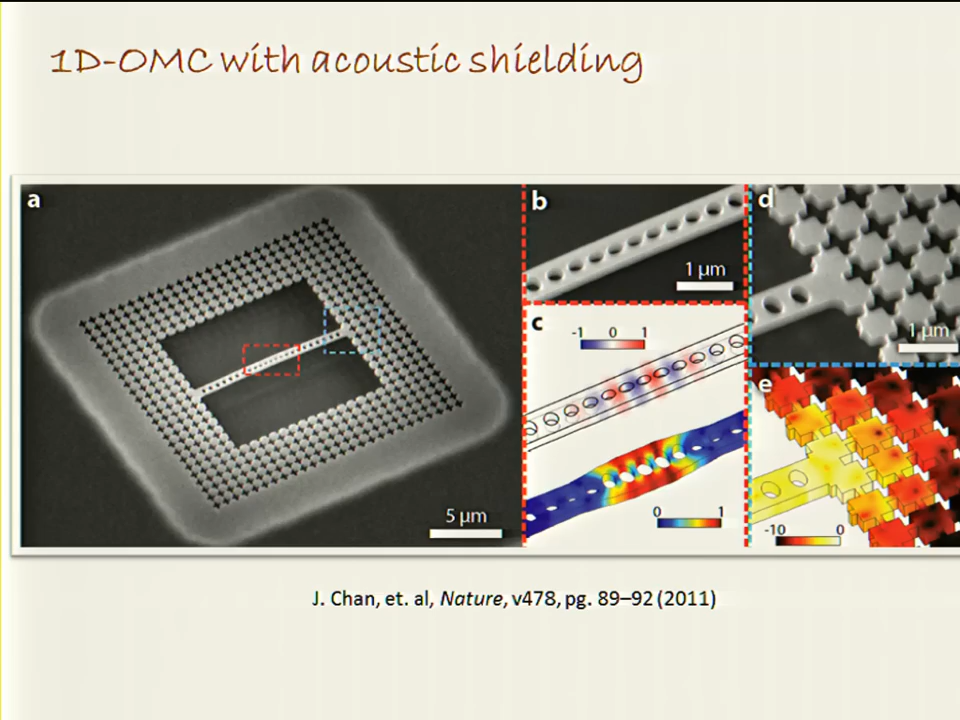 1D-OMC with acoustic shielding
a
b
d
1 μm
c
-1 0 1
1 μm
e
5 μm
0 1
-10 0
J. Chan, et. al, Nature, v478, pg. 89–92 (2011)